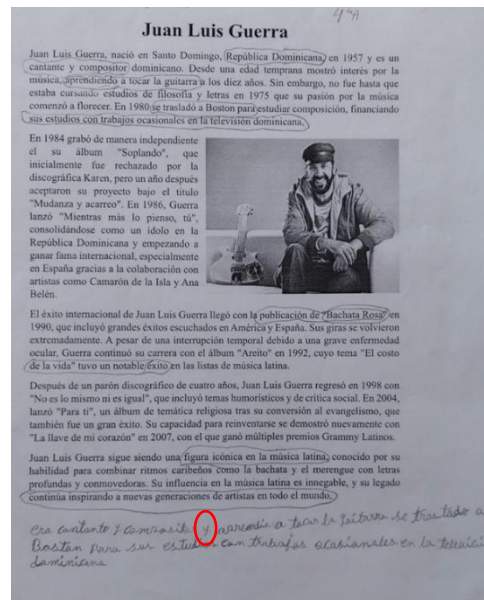 4to A
Juan Luis Guerra
Juan Luis Guerra, nació en Santo Domingo, República Dominicana, en 1957 y es un
cantante y compositor dominicano. Desde una edad temprana mostró interés por la
música, aprendiendo a tocar la guitarra a los diez años. Sin embargo, no fue hasta que
estaba cursando estudios de filosofía y letras en 1975 que su pasión por la música
comenzó a florecer. En 1980 se trasladó a Boston para estudiar composición, financiando
sus estudios con trabajos ocasionales en la televisión dominicana.
En 1984 grabó de manera independiente
el su álbum "Soplando", que
inicialmente fue rechazado por la
discográfica Karen, pero un año después
aceptaron su proyecto bajo el título
"Mudanza y acarreo". En 1986, Guerra
lanzó "Mientras más lo pienso, tú",
consolidándose como un ídolo en la
República Dominicana y empezando a
ganar fama internacional, especialmente
en España gracias a la colaboración con
artistas como Camarón de la Isla y Ana
Belén.
El éxito internacional de Juan Luis Guerra llegó con la publicación de "Bachata Rosa" en
1990, que incluyó grandes éxitos escuchados en América y España. Sus giras se volvieron
extremadamente. A pesar de una interrupción temporal debido a una grave enfermedad
ocular, Guerra continuó su carrera con el álbum "Areito" en 1992, cuyo tema "El costo
de la vida" tuvo un notable éxito en las listas de música latina.
Después de un parón discográfico de cuatro años, Juan Luis Guerra regresó en 1998 con
"No es lo mismo ni es igual", que incluyó temas humorísticos y de crítica social. En 2004,
lanzó "Para ti", un álbum de temática religiosa tras su conversión al evangelismo, que
también fue un gran éxito. Su capacidad para reinventarse se demostró nuevamente con
"La llave de mi corazón" en 2007, con el que ganó múltiples premios Grammy Latinos.
Juan Luis Guerra sigue siendo una figura icónica en la música latina, conocido por su
habilidad para combinar ritmos caribeños como la bachata y el merengue con letras
profundas y conmovedoras. Su influencia en la música latina es innegable, y su legado
continúa inspirando a nuevas generaciones de artistas en todo el mundo.
era cantante y y a tocar la guitarra se trastado a
Bostan para sus estudios con trabajos ocasionales en la
dominicana